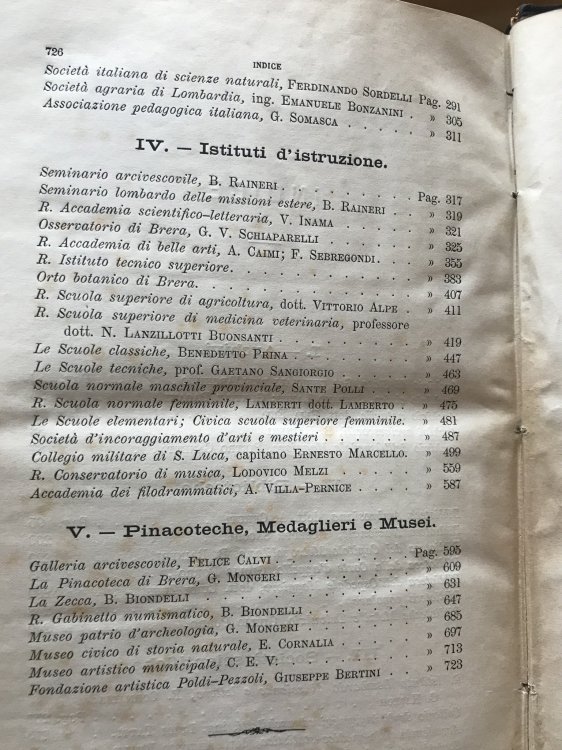 726
INDICE
Società italiana di scienze naturali, FERDINANDO SORDELLI Pag. 291
Società agraria di Lombardia, ing. EMANUELE BONZANINI . » 305
Associazione pedagogica italiana, G. SOMASCA . . . . . » 311
IV. — Istituti d'istruzione.
Seminario arcivescovile, B. RAINERI . . . . . . . . . Pag. 317
Seminario lombardo delle missioni estere, B. RAINERI . . » 319
R. Accademia scientifico-letteraria, V. INAMA . . . . . » 321
Osservatorio di Brera, G. V. SCHIAPARELLI . . . . . . » 325
R. Accademia di belle arti, A. CAIMI; F. SEBREGONDI. . . » 355
R. Istituto tecnico superiore. . . . . . . . . . . . » 383
Orto botanico di Brera. . . . . . . . . . . . . . » 407
R. Scuola superiore di agricoltura, dott. VITTORIO ALPE . » 411
R. Scuola superiore di medicina veterinaria, professore
dott. N. LANZILLOTTI BUONSANTI . . . . . . . . » 419
Le Scuole classiche, BENEDETTO PRINA . . . . . . . . » 447
Le Scuole tecniche, prof. GAETANO SANGIORGIO . . . . . » 463
Scuola normale maschile provinciale, SANTE POLLI . . . » 469
R. Scuola normale femminile, LAMBERTI dott. LAMBERTO . » 475
Le Scuole elementari; Civica scuola superiore femminile. » 481
Società d'incoraggiamento d'arti e mestieri . . . . . . » 487
Collegio militare di S. Luca, capitano ERNESTO MARCELLO. » 499
R. Conservatorio di musica, LODOVICO MELZI . . . . . » 559
Accademia dei filodrammatici, A. VILLA-PERNICE . . . . » 587
V. — Pinacoteche, Medaglieri e Musei.
Galleria arcivescovile, FELICE CALVI . . . . . . . . Pag. 595
La Pinacoteca di Brera, G. MONGERI . . . . . . . . » 609
La Zecca, B. BIONDELLI . . . . . . . . . . . . . » 631
R. Gabinetto numismatico, B. BIONDELLI . . . . . . . » 647
Museo patrio d'archeologia, G. MONGERI . . . . . . . » 685
Museo civico di storia naturale, E. CORNALIA . . . . . » 697
Museo artistico municipale, C. E. V. . . . . . . . . » 713
Fondazione artistica Poldi-Pezzoli, GIUSEPPE BERTINI . . » 723